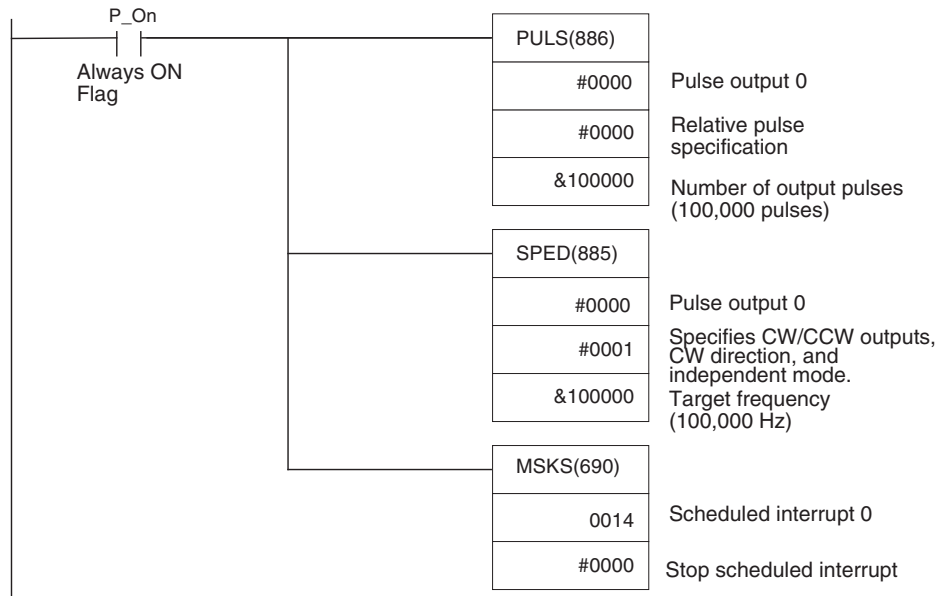 P_On
Always ON
Flag
PULS(886)
#0000
Pulse output 0
#0000
Relative pulse
specification
&100000
Number of output pulses
(100,000 pulses)
SPED(885)
#0000
Pulse output 0
#0001
Specifies CW/CCW outputs,
CW direction, and
independent mode.
&100000
Target frequency
(100,000 Hz)
MSKS(690)
0014
Scheduled interrupt 0
#0000
Stop scheduled interrupt